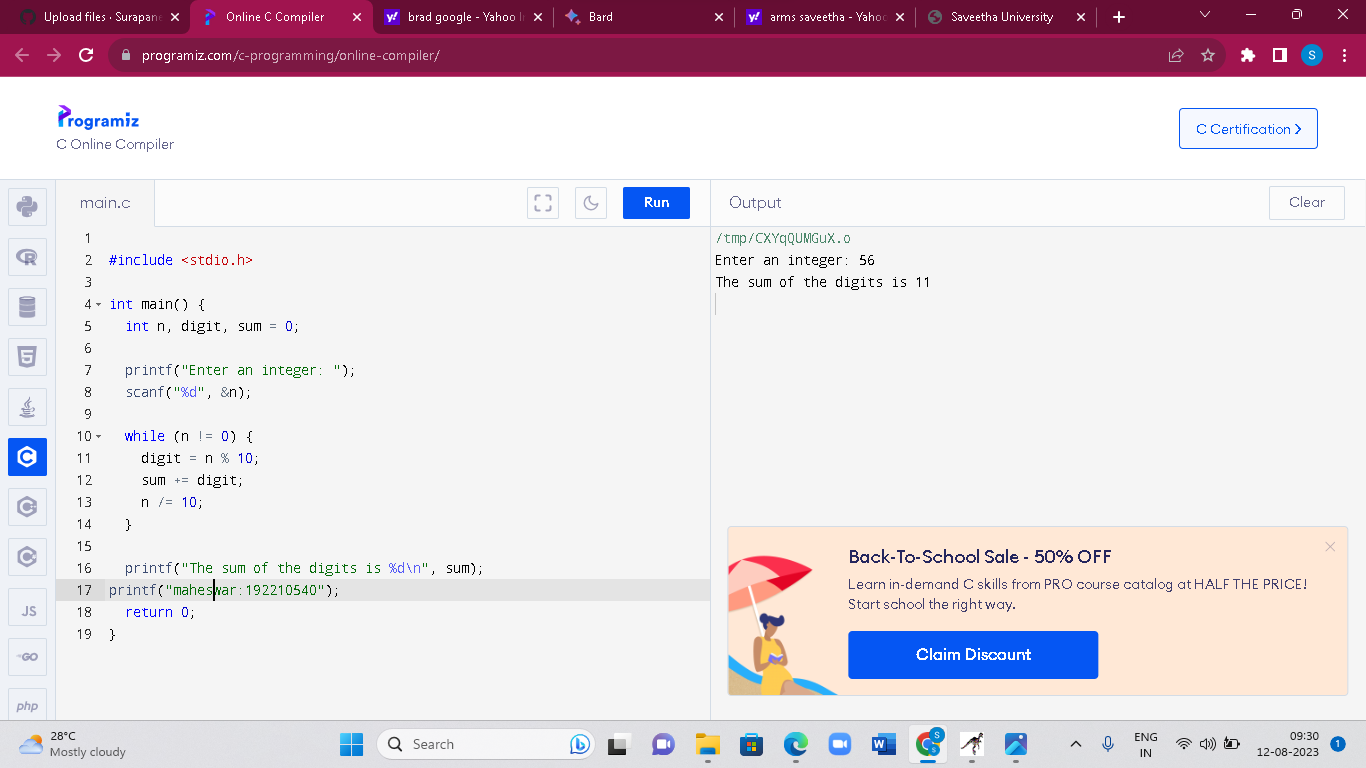 Upload files · Surapane
Online C Compiler
brad google - Yahoo I
Bard
arms saveetha - Yahoo
Saveetha University
programiz.com/c-programming/online-compiler/
S
Programiz
C Online Compiler
C Certification
main.c
Run
Output
Clear
1
2 #include <stdio.h>
3
4 int main() {
5 int n, digit, sum = 0;
6
7 printf("Enter an integer: ");
8 scanf("%d", &n);
9
10 while (n != 0) {
11 digit = n % 10;
12 sum += digit;
13 n /= 10;
14 }
15
16 printf("The sum of the digits is %d\n", sum);
17 printf("maheswar:192210540");
18 return 0;
19 }
/tmp/CXYqQUMGuX.o
Enter an integer: 56
The sum of the digits is 11
JS
GO
php
Back-To-School Sale - 50% OFF
Learn in-demand C skills from PRO course catalog at HALF THE PRICE!
Start school the right way.
Claim Discount
28°C
Mostly cloudy
Search
ENG
IN
09:30
12-08-2023
1